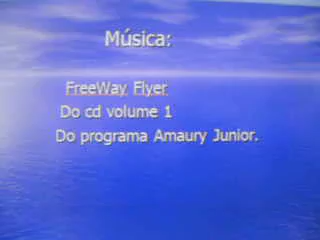 Música:
FreeWay Flyer
Do cd volume 1
Do programa Amaury Junior.